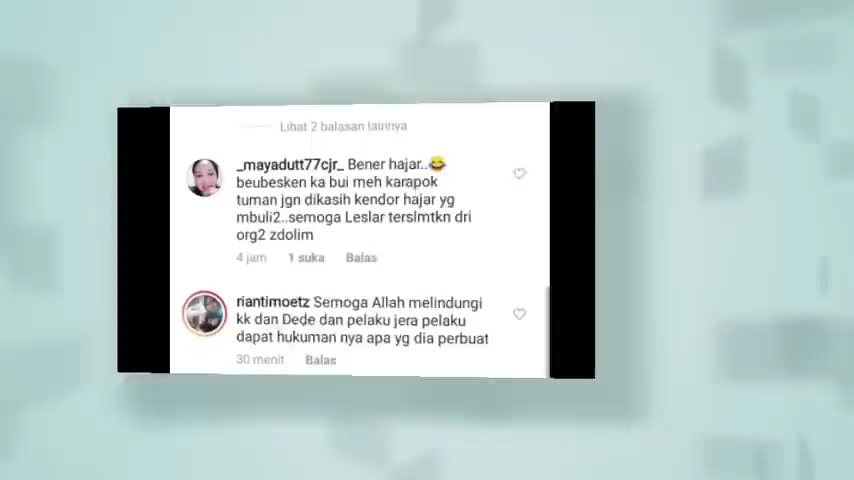 Lihat 2 balasan lainnya
_mayadutt77cjr_ Bener hajar..😂
beubesken ka bui meh karapok
tuman jgn dikasih kendor hajar yg
mbuli2..semoga Leslar terslmtkn dri
org2 zdolim
4 jam 1 suka Balas
riantimoetz Semoga Allah melindungi
kk dan Dede dan pelaku jera pelaku
dapat hukuman nya apa yg dia perbuat
30 menit Balas